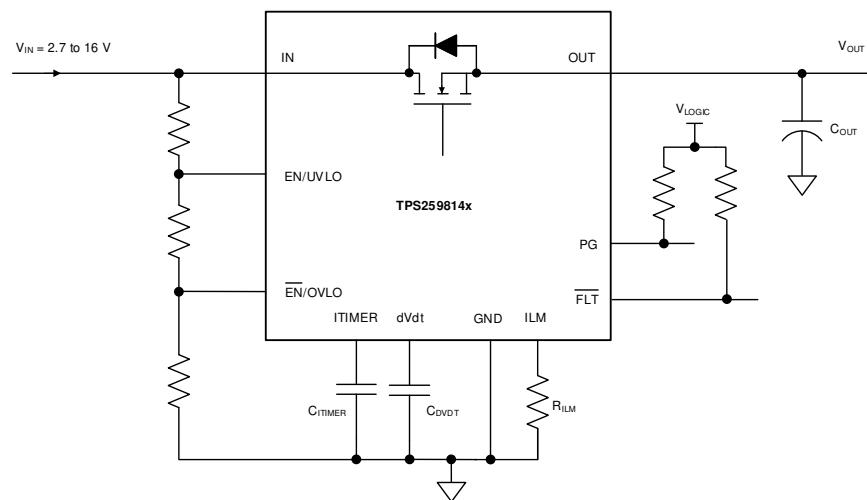 V_IN = 2.7 to 16 V
IN
OUT
V_OUT
V_LOGIC
C_OUT
EN/UVLO
TPS259814x
PG
EN/OVLO
FLT
ITIMER
dVdt
GND
ILM
C_ITIMER
C_DVDT
R_ILM